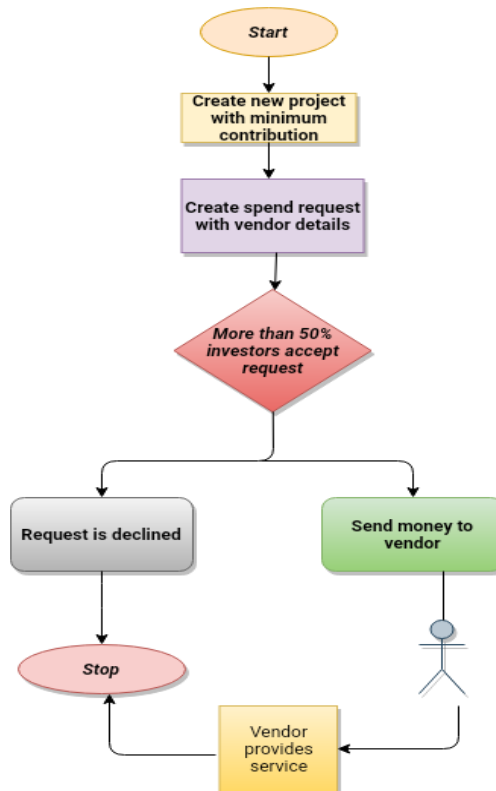 Start
Create new project
with minimum
contribution
Create spend request
with vendor details
More than 50%
investors accept
request
Request is declined
Send money to
vendor
Stop
Vendor
provides
service